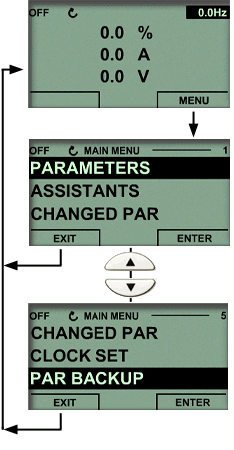 OFF 0.0Hz
0.0 %
0.0 A
0.0 V
MENU
OFF MAIN MENU 1
PARAMETERS
ASSISTANTS
CHANGED PAR
EXIT ENTER
OFF MAIN MENU 5
CHANGED PAR
CLOCK SET
PAR BACKUP
EXIT ENTER